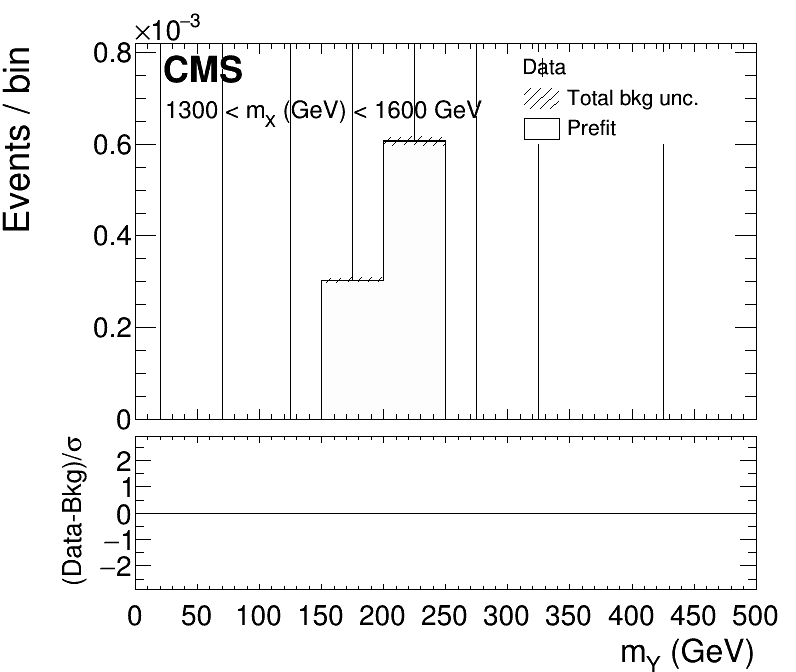 ×10⁻³
Events / bin
0.8
0.6
0.4
0.2
0
CMS
1300 < mX (GeV) < 1600 GeV
Data
Total bkg unc.
Prefit
(Data-Bkg)/σ
2
1
0
−1
−2
0 50 100 150 200 250 300 350 400 450 500
mY (GeV)